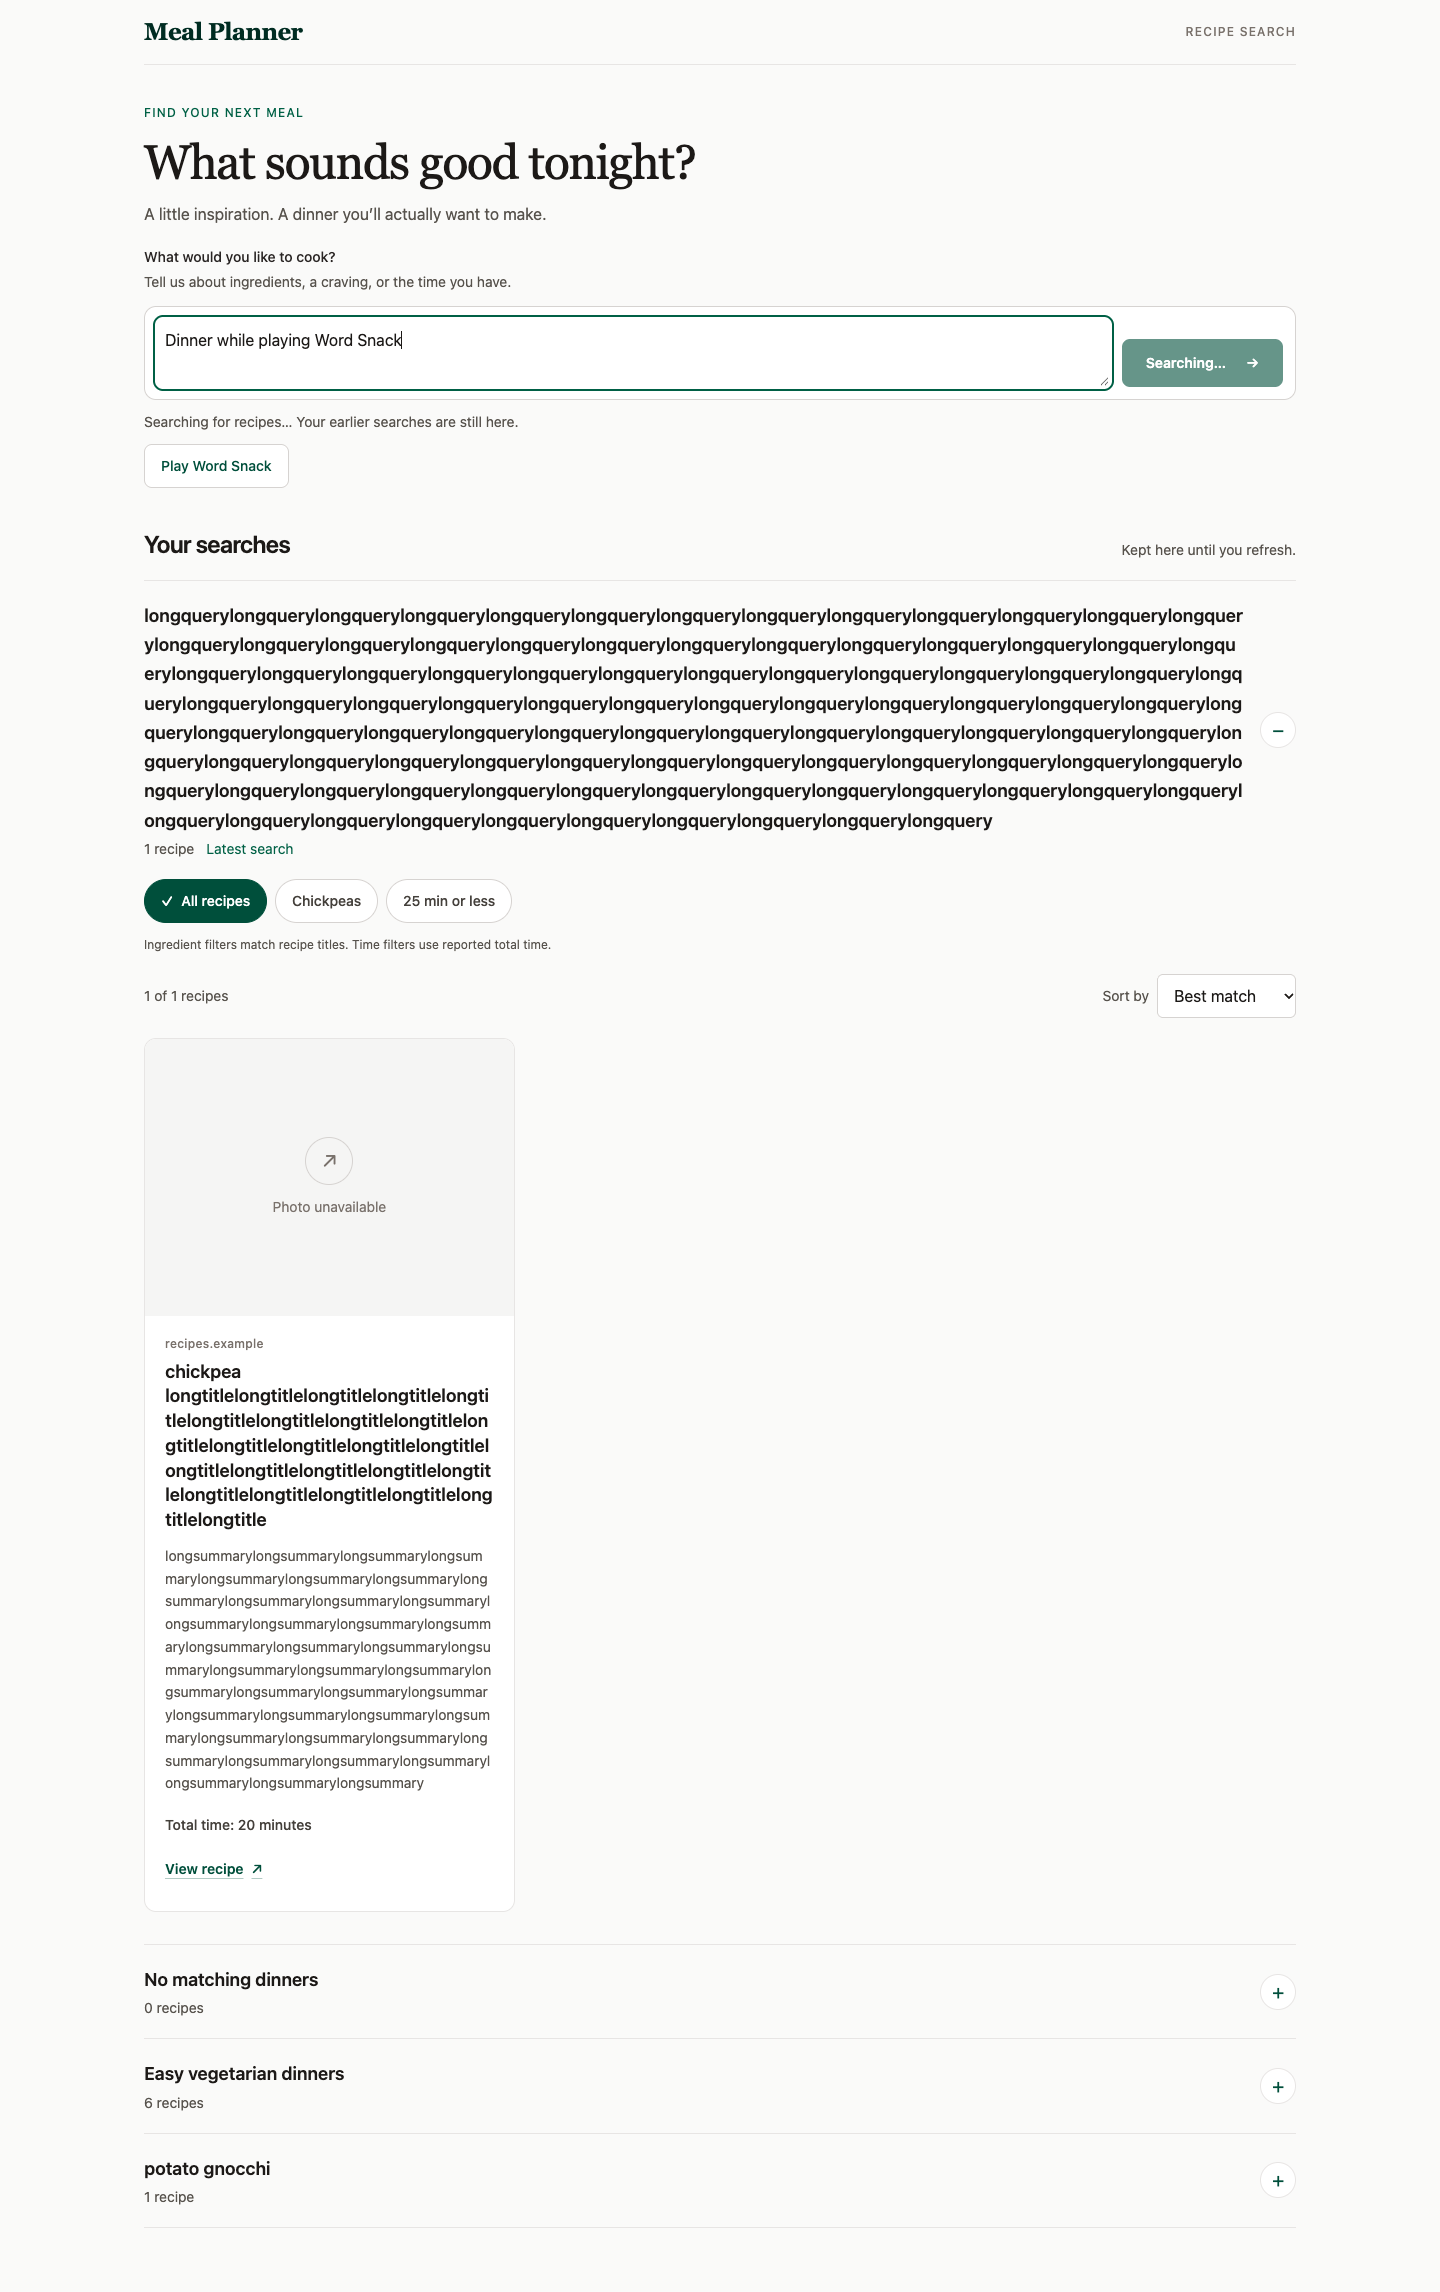 Meal Planner
RECIPE SEARCH
FIND YOUR NEXT MEAL
What sounds good tonight?
A little inspiration. A dinner you’ll actually want to make.
What would you like to cook?
Tell us about ingredients, a craving, or the time you have.
Dinner while playing Word Snack
Searching... →
Searching for recipes... Your earlier searches are still here.
Play Word Snack
Your searches
Kept here until you refresh.
longquerylongquerylongquerylongquerylongquerylongquerylongquerylongquerylongquerylongquerylongquerylongquerylongquer
ylongquerylongquerylongquerylongquerylongquerylongquerylongquerylongquerylongquerylongquerylongquerylongquerylongqu
erylongquerylongquerylongquerylongquerylongquerylongquerylongquerylongquerylongquerylongquerylongquerylongquerylongq
uerylongquerylongquerylongquerylongquerylongquerylongquerylongquerylongquerylongquerylongquerylongquerylongquerylong
querylongquerylongquerylongquerylongquerylongquerylongquerylongquerylongquerylongquerylongquerylongquerylongquerylon
gquerylongquerylongquerylongquerylongquerylongquerylongquerylongquerylongquerylongquerylongquerylongquerylongquerylo
ngquerylongquerylongquerylongquerylongquerylongquerylongquerylongquerylongquerylongquerylongquerylongquerylongqueryl
ongquerylongquerylongquerylongquerylongquerylongquerylongquerylongquerylongquerylongquery
−
1 recipe Latest search
✓ All recipes
Chickpeas
25 min or less
Ingredient filters match recipe titles. Time filters use reported total time.
1 of 1 recipes
Sort by Best match
Photo unavailable
recipes.example
chickpea
longtitlelongtitlelongtitlelongtitlelongti
tlelongtitlelongtitlelongtitlelongtitlelon
gtitlelongtitlelongtitlelongtitlelongtitlel
ongtitlelongtitlelongtitlelongtitlelongtit
lelongtitlelongtitlelongtitlelongtitlelong
titlelongtitle
longsummarylongsummarylongsummarylongsum
marylongsummarylongsummarylongsummarylong
summarylongsummarylongsummarylongsummaryl
ongsummarylongsummarylongsummarylongsumm
arylongsummarylongsummarylongsummarylongsu
mmarylongsummarylongsummarylongsummarylon
gsummarylongsummarylongsummarylongsummar
ylongsummarylongsummarylongsummarylongsum
marylongsummarylongsummarylongsummarylong
summarylongsummarylongsummarylongsummaryl
ongsummarylongsummarylongsummary
Total time: 20 minutes
View recipe ↗
No matching dinners
0 recipes
+
Easy vegetarian dinners
6 recipes
+
potato gnocchi
1 recipe
+